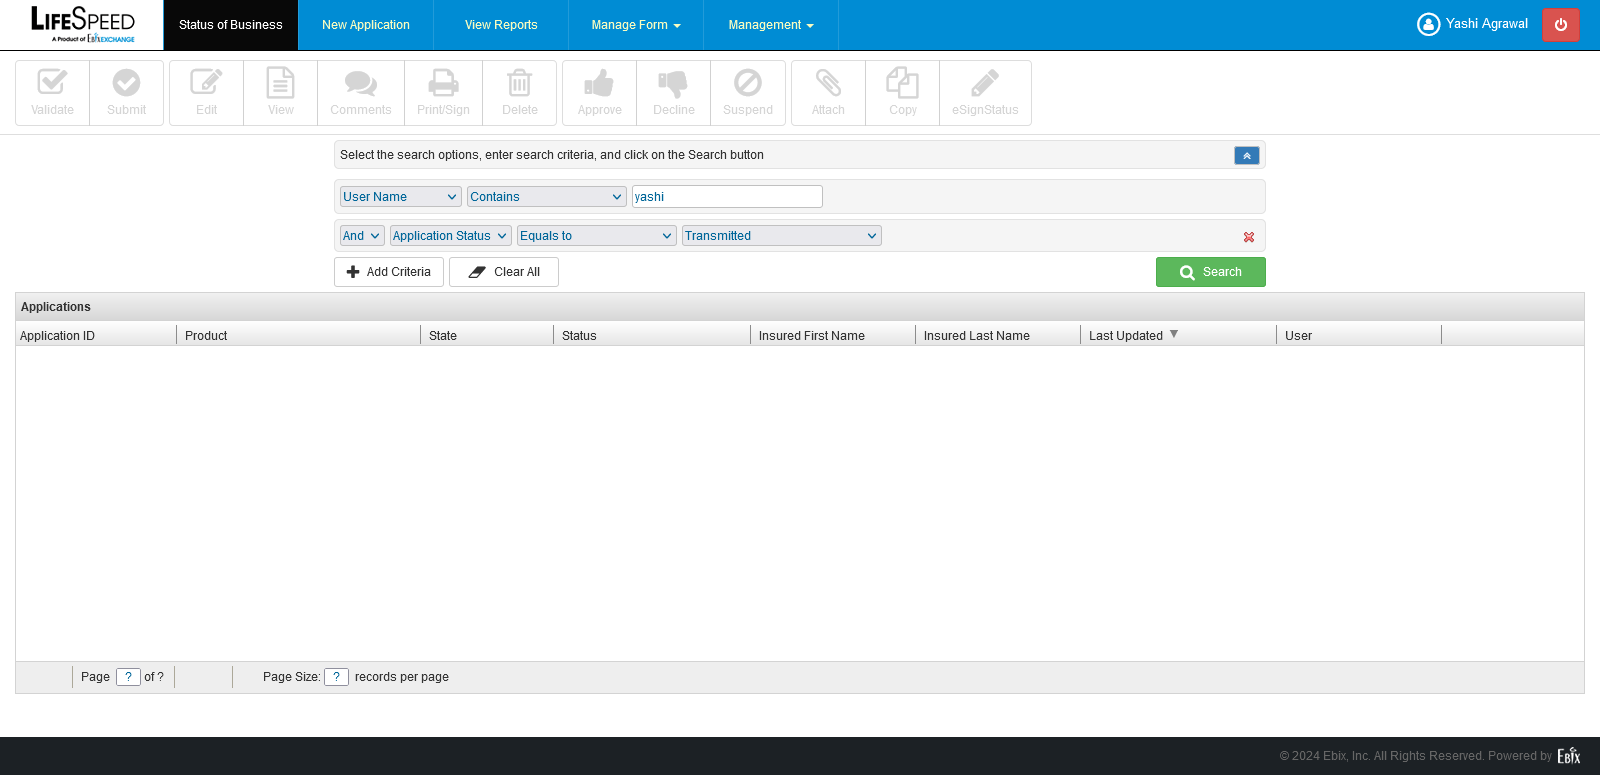 LIFESPEED
A Product of EbixEXCHANGE
Status of Business
New Application
View Reports
Manage Form
Management
Yashi Agrawal
Validate
Submit
Edit
View
Comments
Print/Sign
Delete
Approve
Decline
Suspend
Attach
Copy
eSignStatus
Select the search options, enter search criteria, and click on the Search button
User Name
Contains
yashi
And
Application Status
Equals to
Transmitted
Add Criteria
Clear All
Search
Applications
Application ID
Product
State
Status
Insured First Name
Insured Last Name
Last Updated
User
Page ? of ?
Page Size: ? records per page
© 2024 Ebix, Inc. All Rights Reserved. Powered by EBIX